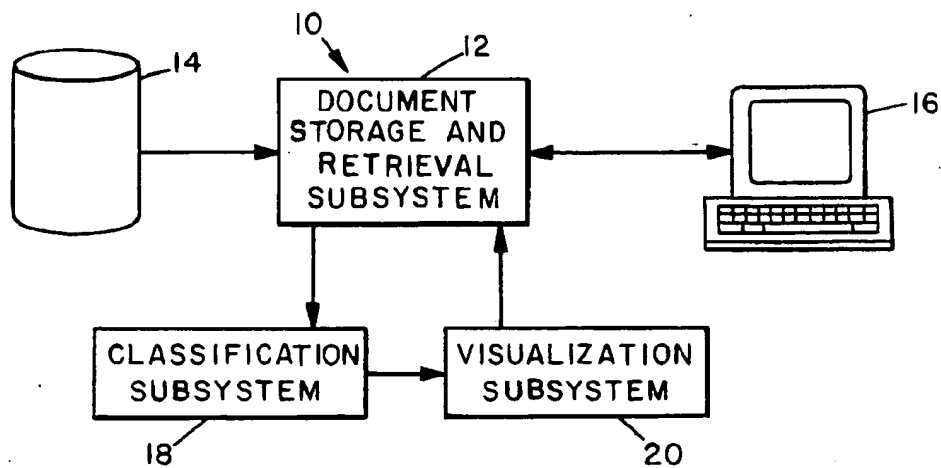 10
12
14
DOCUMENT
STORAGE AND
RETRIEVAL
SUBSYSTEM
16
CLASSIFICATION
SUBSYSTEM
VISUALIZATION
SUBSYSTEM
18
20